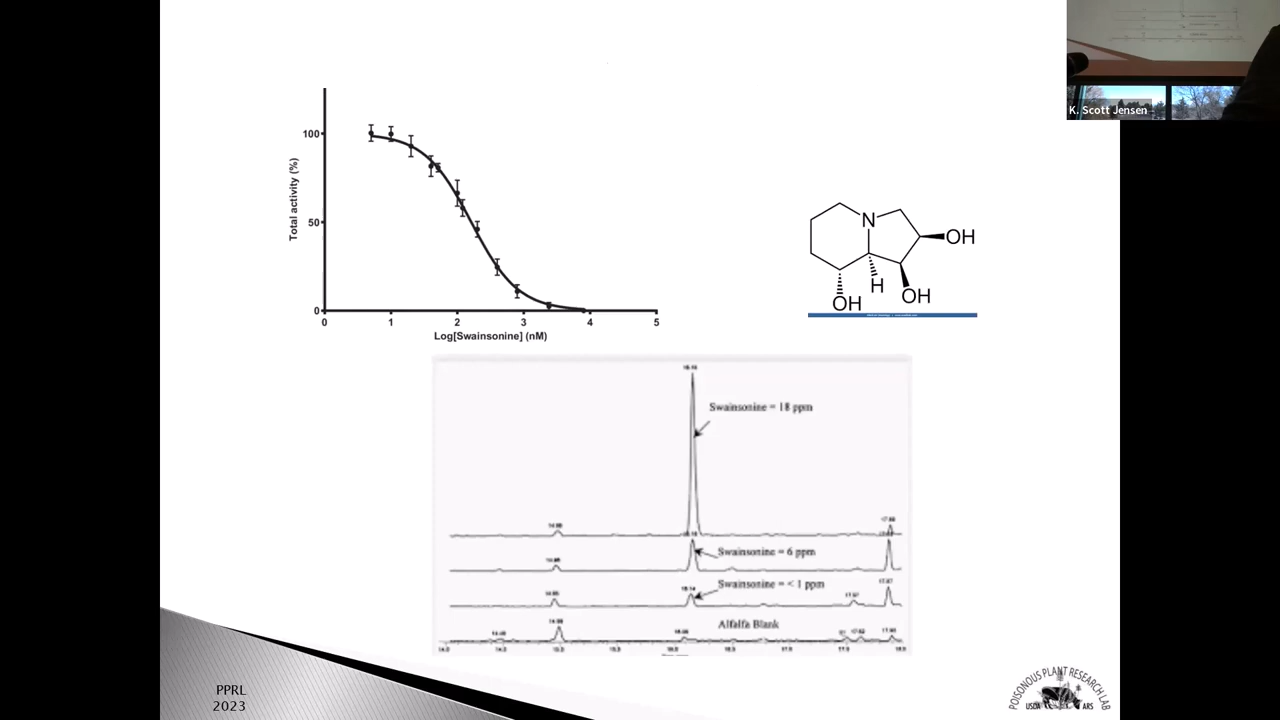 K. Scott Jensen
100
50
0
Total activity (%)
0 1 2 3 4 5
Log[Swainsonine] (nM)
N
OH
H
OH
OH
Swainsonine = 18 ppm
Swainsonine = 6 ppm
Swainsonine = < 1 ppm
Alfalfa Blank
PPRL
2023
POISONOUS PLANT RESEARCH LAB
USDA ARS